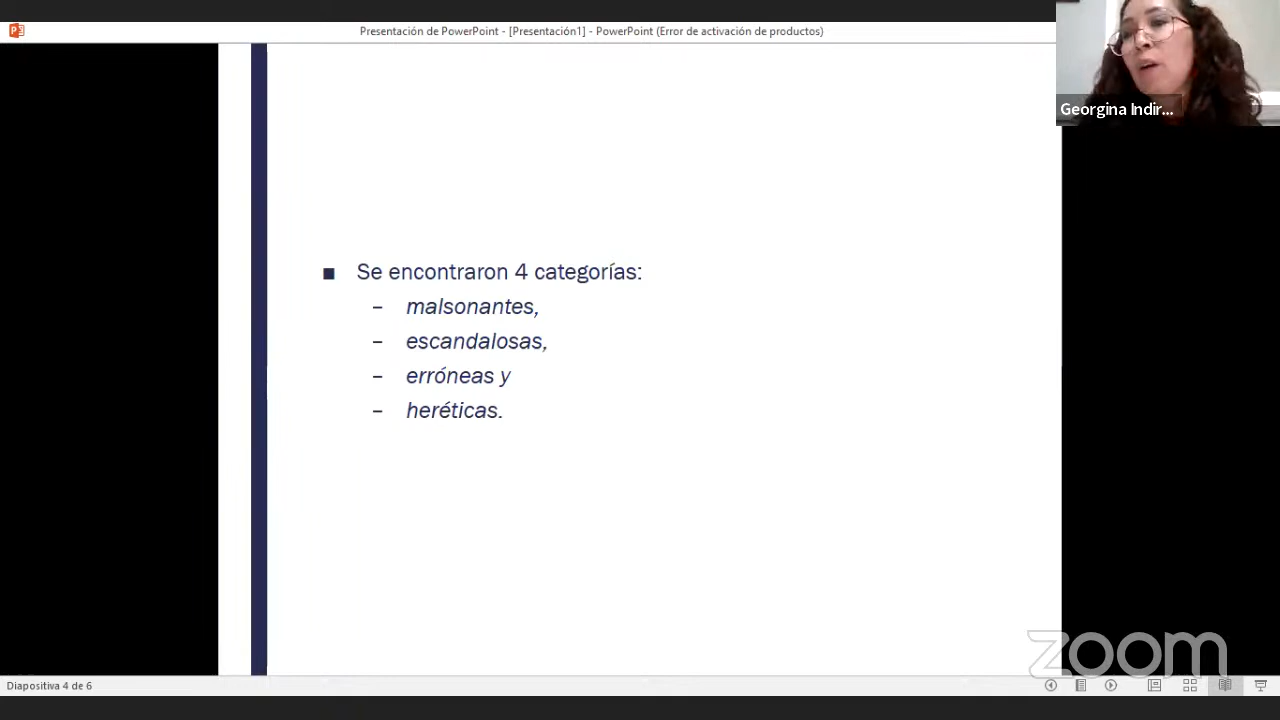 Presentación de PowerPoint - [Presentación1] - PowerPoint (Error de activación de productos)
Georgina Indir...
■ Se encontraron 4 categorías:
– malsonantes,
– escandalosas,
– erróneas y
– heréticas.
zoom
Diapositiva 4 de 6